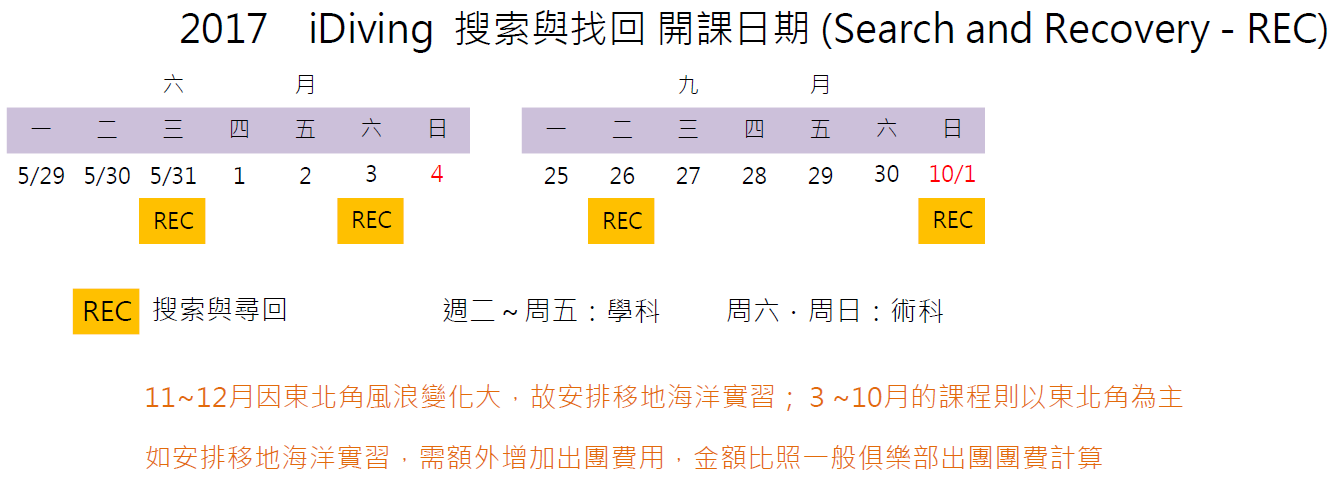 2017 iDiving 搜索與找回 開課日期 (Search and Recovery - REC)
六 月 九 月
一 二 三 四 五 六 日 一 二 三 四 五 六 日
5/29 5/30 5/31 1 2 3 4 25 26 27 28 29 30 10/1
REC REC REC REC
REC 搜索與尋回 週二~周五：學科 周六．周日：術科
11~12月因東北角風浪變化大，故安排移地海洋實習； 3 ~10月的課程則以東北角為主
如安排移地海洋實習，需額外增加出團費用，金額比照一般俱樂部出團團費計算